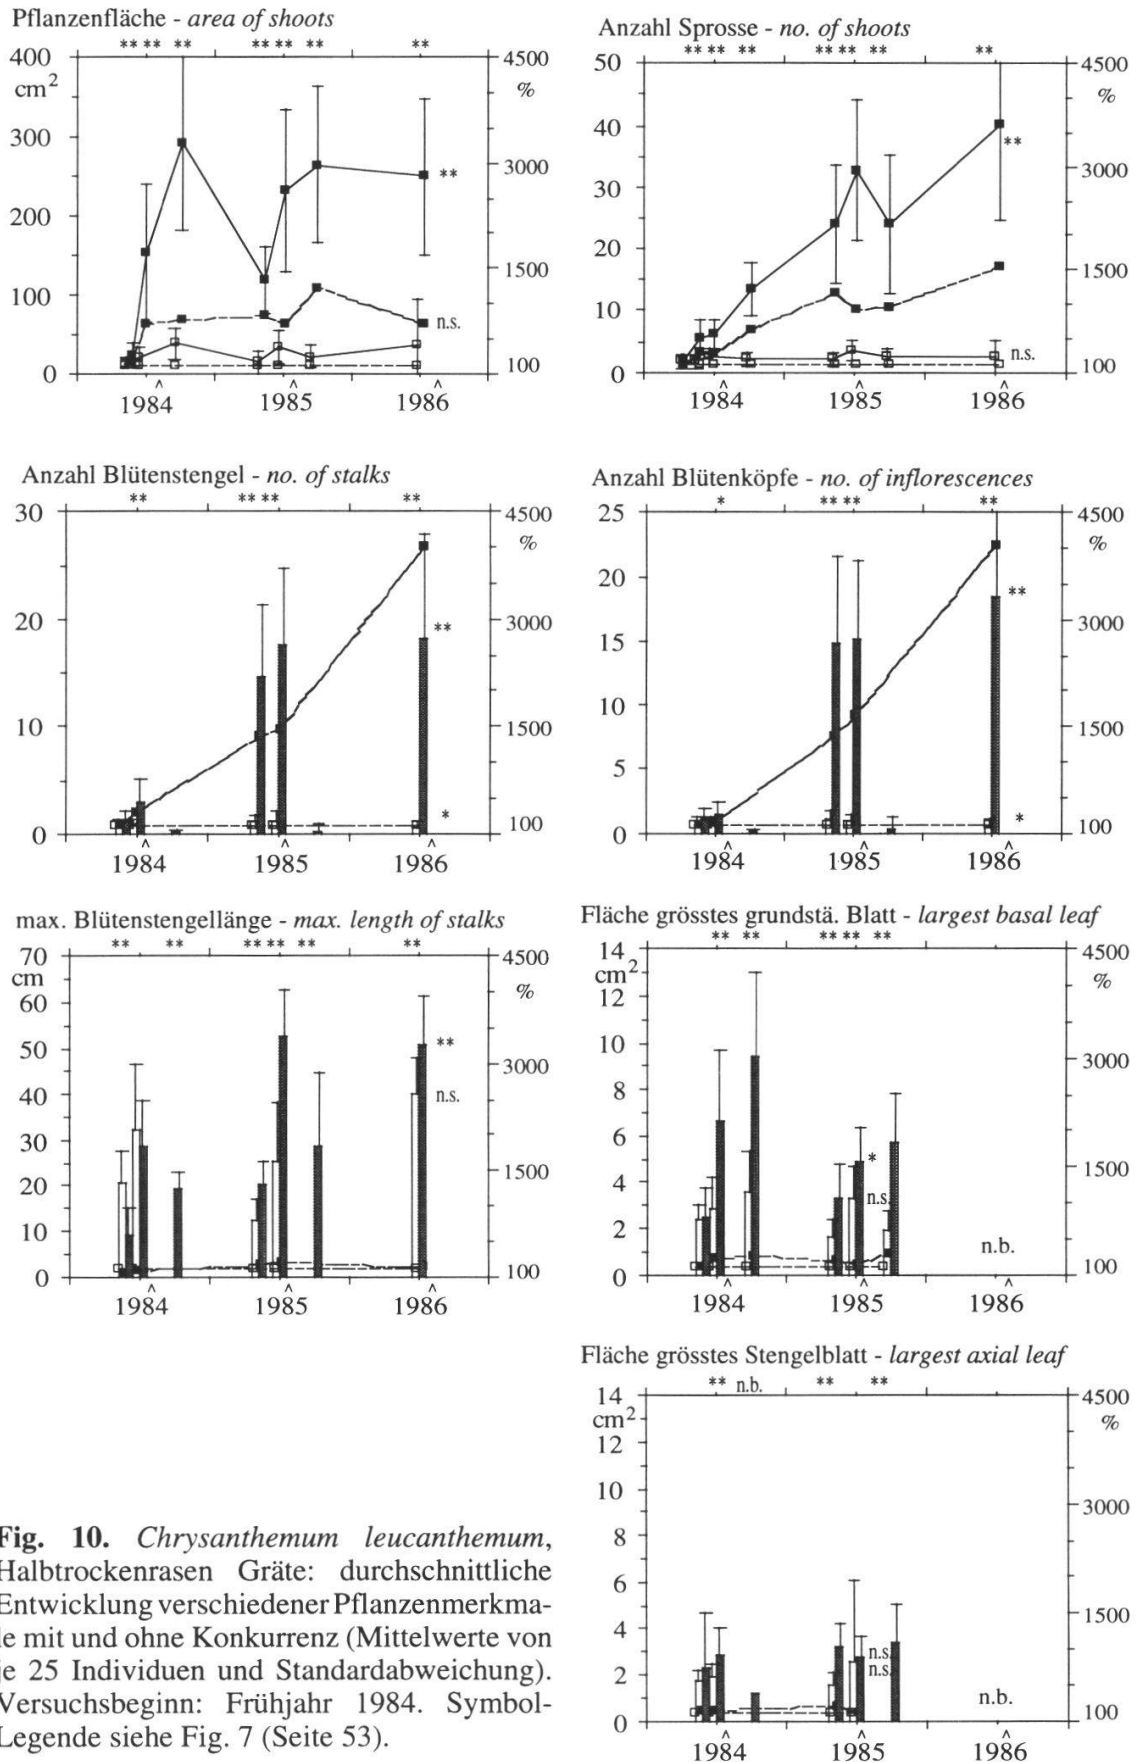 Pflanzenfläche - area of shoots
** ** ** ** ** ** **
400 4500
cm2 %
300
3000
**
200
1500
100
n.s.
0 100
^ ^ ^
1984 1985 1986
Anzahl Sprosse - no. of shoots
** ** ** ** ** ** **
50 4500
%
40
**
3000
30
20
1500
10
n.s.
0 100
^ ^ ^
1984 1985 1986
Anzahl Blütenstengel - no. of stalks
** ** ** **
30 4500
%
20 3000
**
10 1500
*
0 100
^ ^ ^
1984 1985 1986
Anzahl Blütenköpfe - no. of inflorescences
* ** ** **
25 4500
%
20
3000
**
15
10 1500
5
*
0 100
^ ^ ^
1984 1985 1986
max. Blütenstengellänge - max. length of stalks
** ** ** ** ** **
70 4500
cm %
60
50 **
3000
40 n.s.
30
1500
20
10
0 100
^ ^ ^
1984 1985 1986
Fläche grösstes grundstä. Blatt - largest basal leaf
** ** ** ** **
14 4500
cm2 %
12
10 3000
8
6
* 1500
4 n.s.
2 n.b.
0 100
^ ^ ^
1984 1985 1986
Fläche grösstes Stengelblatt - largest axial leaf
** n.b. ** **
14 4500
cm2 %
12
10
3000
8
6
1500
4
n.s.
2 n.s.
n.b.
0 100
^ ^ ^
1984 1985 1986
Fig. 10. Chrysanthemum leucanthemum,
Halbtrockenrasen Gräte: durchschnittliche
Entwicklung verschiedener Pflanzenmerkma-
le mit und ohne Konkurrenz (Mittelwerte von
je 25 Individuen und Standardabweichung).
Versuchsbeginn: Frühjahr 1984. Symbol-
Legende siehe Fig. 7 (Seite 53).